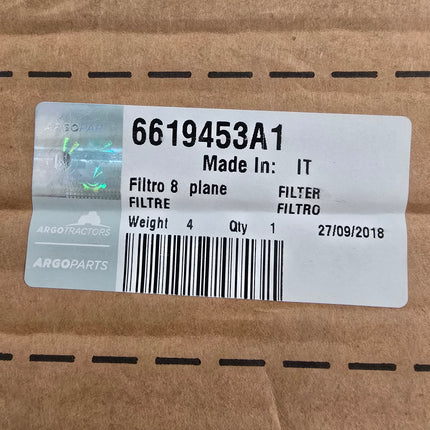 ARGOPARTS
6619453A1
Made In: IT
Filtro 8 plane FILTER
FILTRE FILTRO
Weight 4 Qty 1 27/09/2018
ARGOTRACTORS
ARGOPARTS